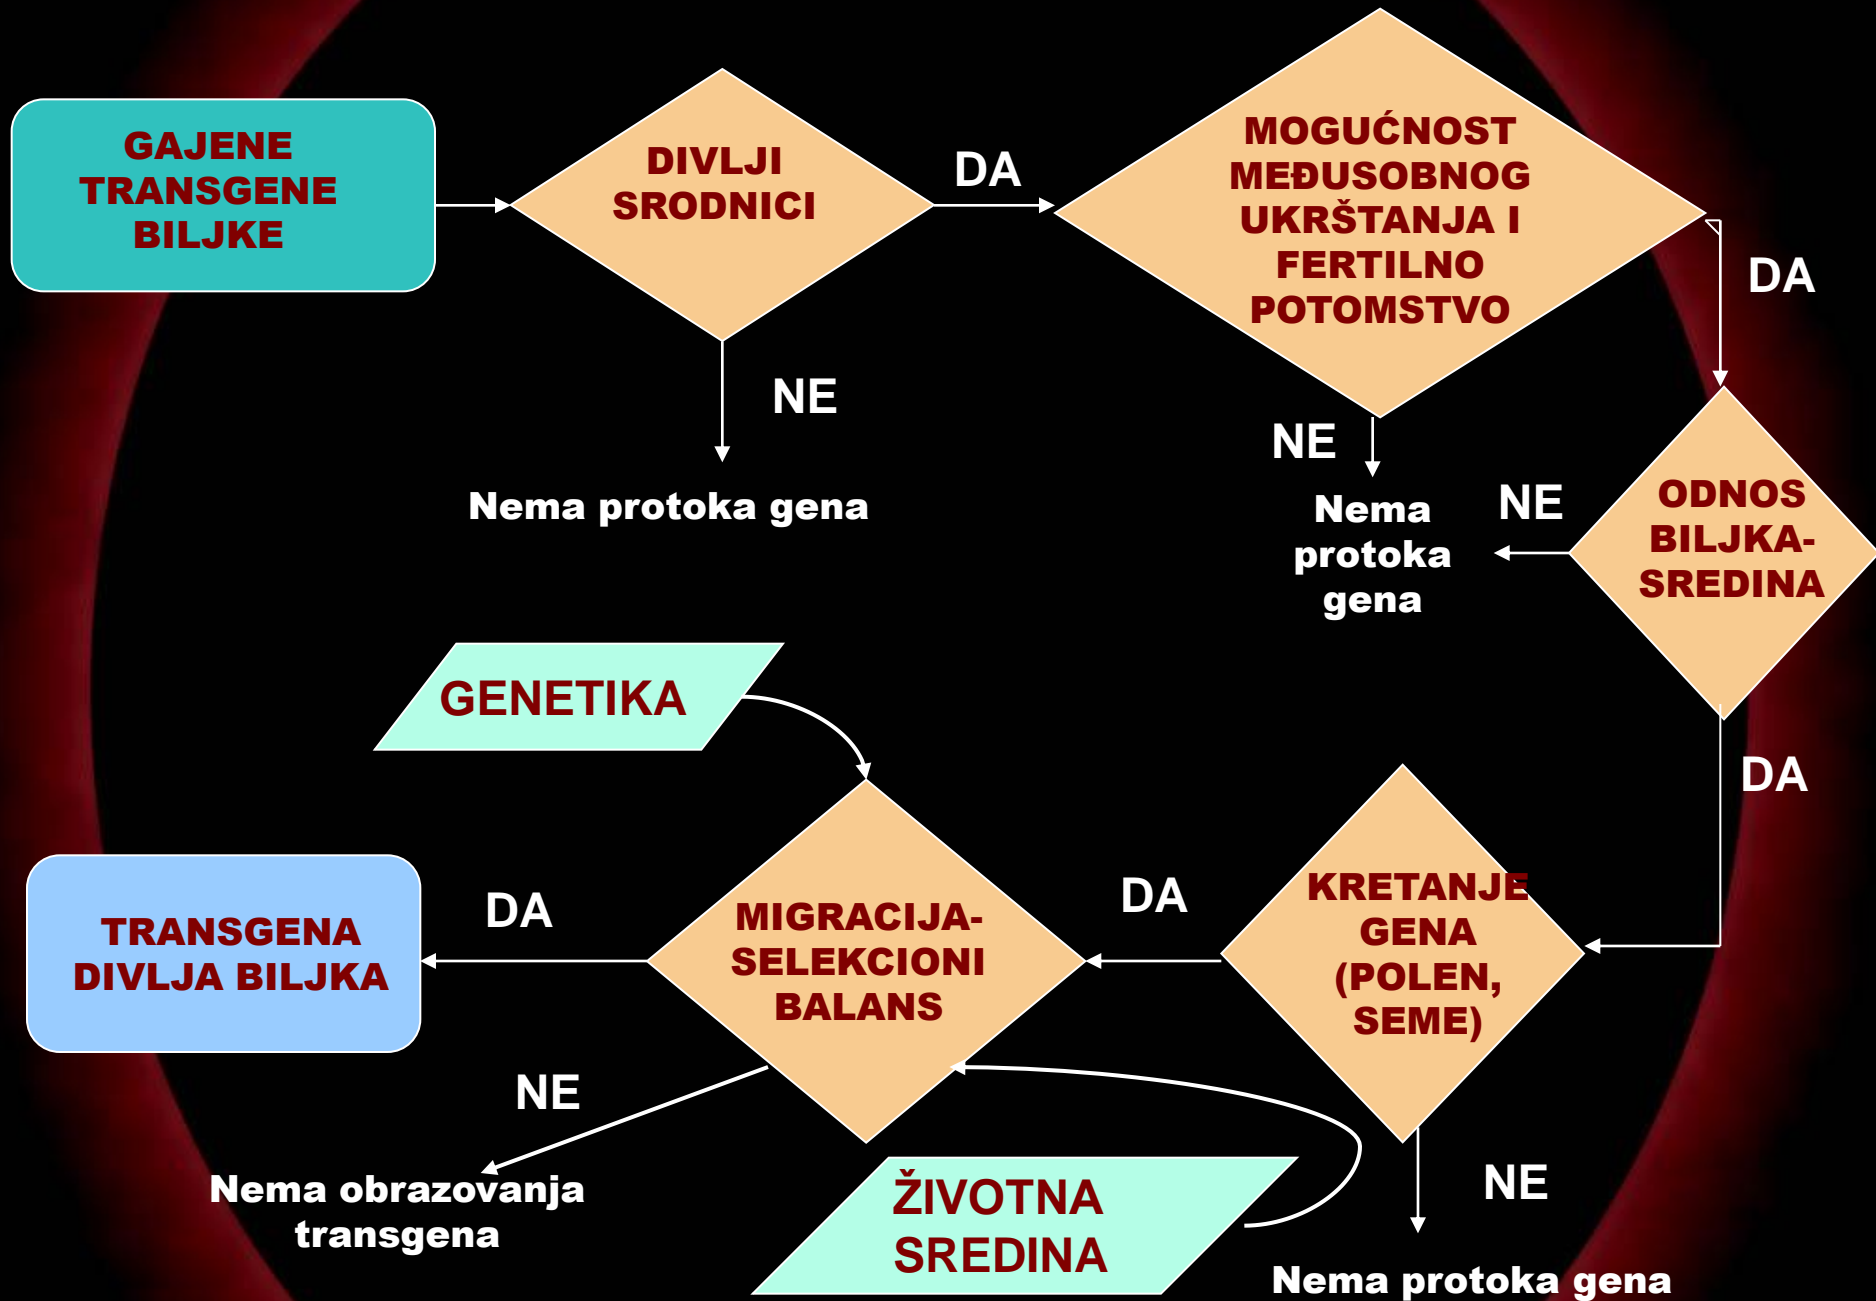 GAJENE
TRANSGENE
BILJKE
DIVLJI
SRODNICI
DA
MOGUĆNOST
MEĐUSOBNOG
UKRŠTANJA I
FERTILNO
POTOMSTVO
DA
NE
Nema protoka gena
NE
Nema
protoka
gena
NE
ODNOS
BILJKA-
SREDINA
DA
GENETIKA
KRETANJE
GENA
(POLEN,
SEME)
DA
MIGRACIJA-
SELEKCIONI
BALANS
DA
TRANSGENA
DIVLJA BILJKA
NE
Nema obrazovanja
transgena
ŽIVOTNA
SREDINA
NE
Nema protoka gena